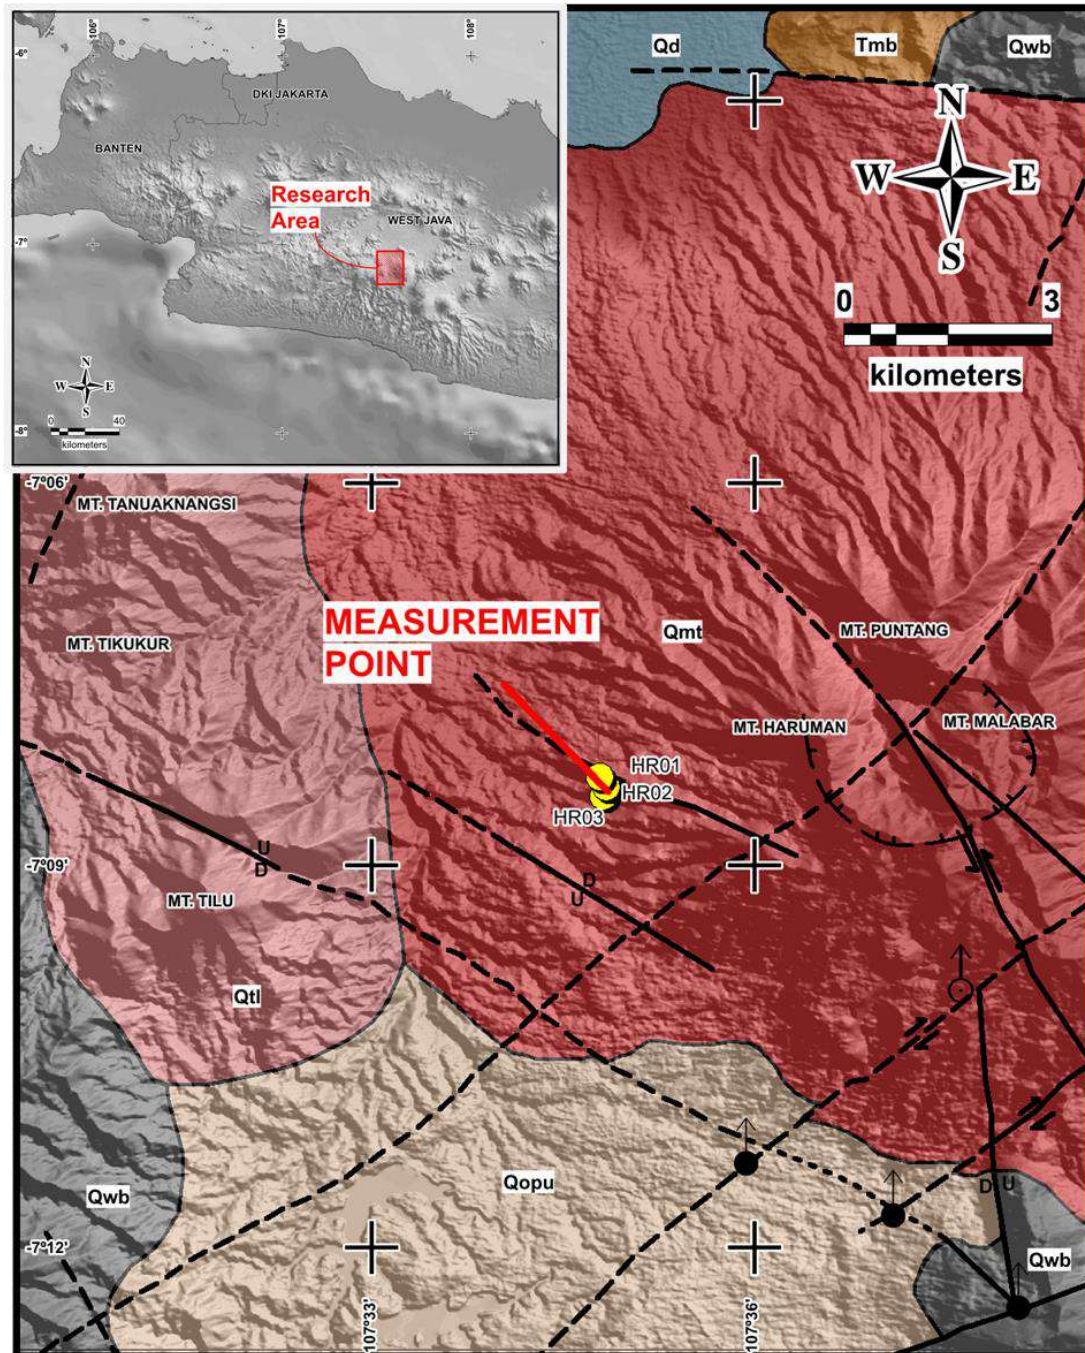 106°
107°
108°
-6°
-7°
-8°
DKI JAKARTA
BANTEN
WEST JAVA
Research
Area
N
W
E
S
0
40
kilometers
Qd
Tmb
Qwb
N
W
E
S
0
3
kilometers
-7°06'
MT. TANUAKNANGSI
MT. TIKUKUR
MEASUREMENT
POINT
Qmt
MT. PUNTANG
MT. HARUMAN
MT. MALABAR
HR01
HR02
HR03
U
D
D
U
-7°09'
MT. TILU
Qtl
Qwb
Qopu
D
U
-7°12'
Qwb
107°33'
107°36'